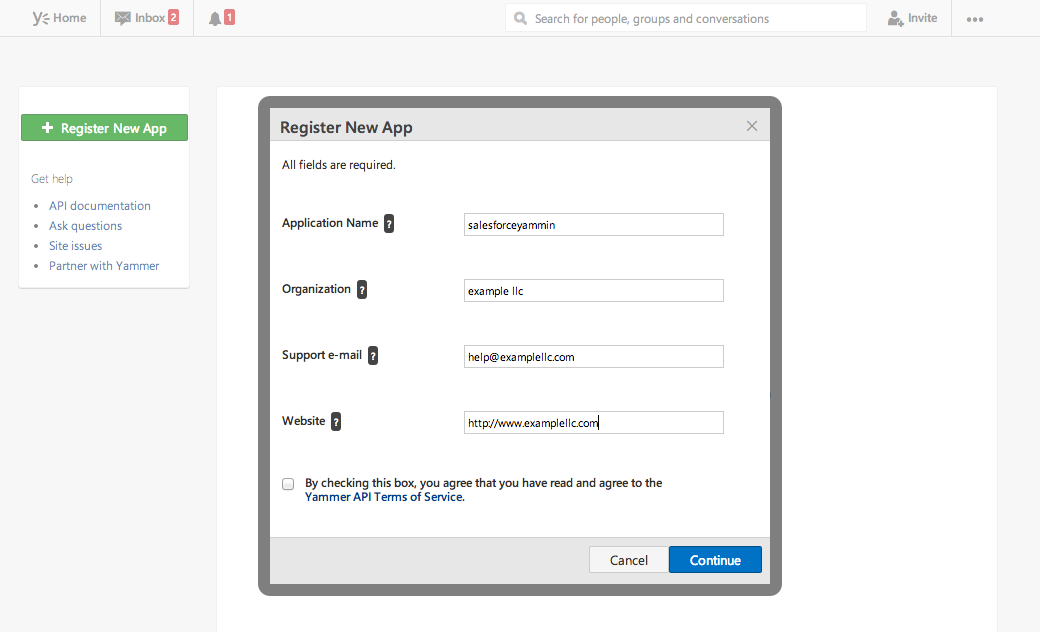 Home
Inbox 2
1
Search for people, groups and conversations
Invite
Register New App
Get help
API documentation
Ask questions
Site issues
Partner with Yammer
Register New App
All fields are required.
Application Name ?
salesforceyammin
Organization ?
example llc
Support e-mail ?
help@examplellc.com
Website ?
http://www.examplellc.com
By checking this box, you agree that you have read and agree to the
Yammer API Terms of Service.
Cancel
Continue